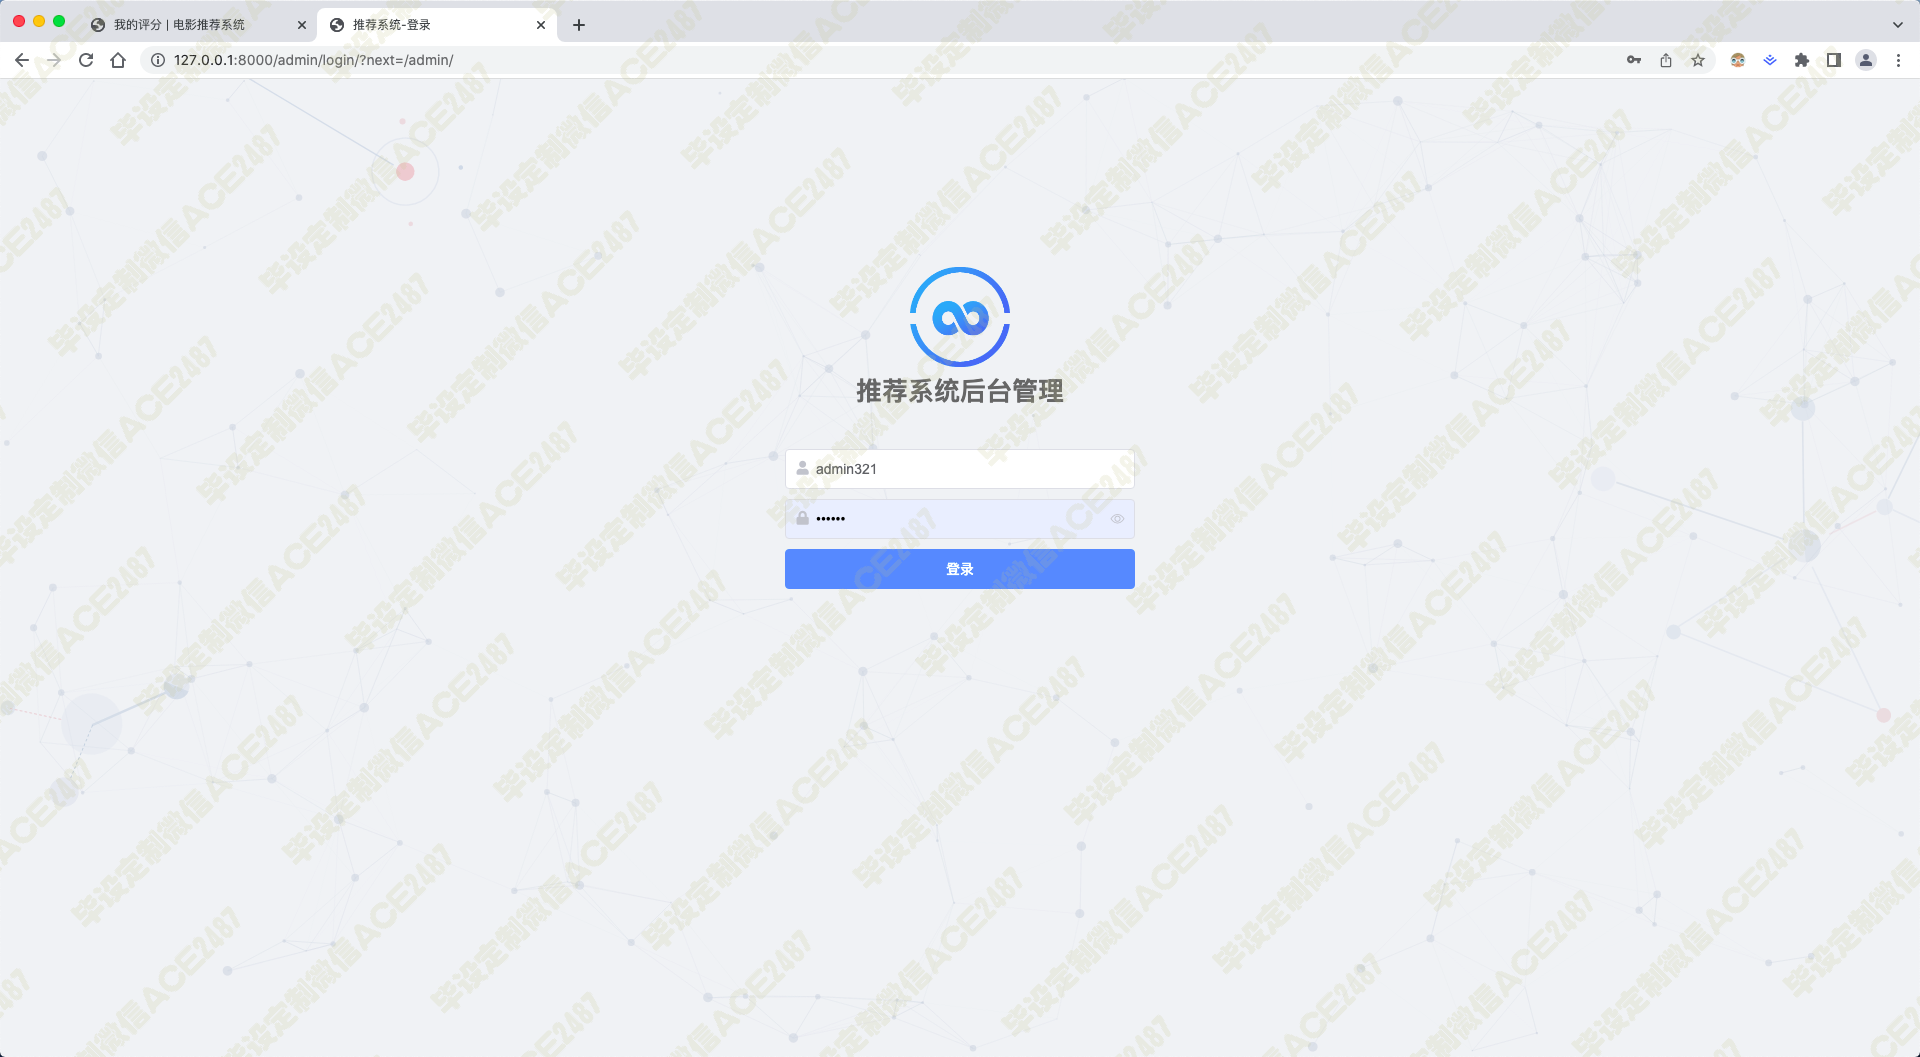 我的评分 | 电影推荐系统
推荐系统-登录
127.0.0.1:8000/admin/login/?next=/admin/
推荐系统后台管理
admin321
••••••
登录
毕设定制微信ACE2487